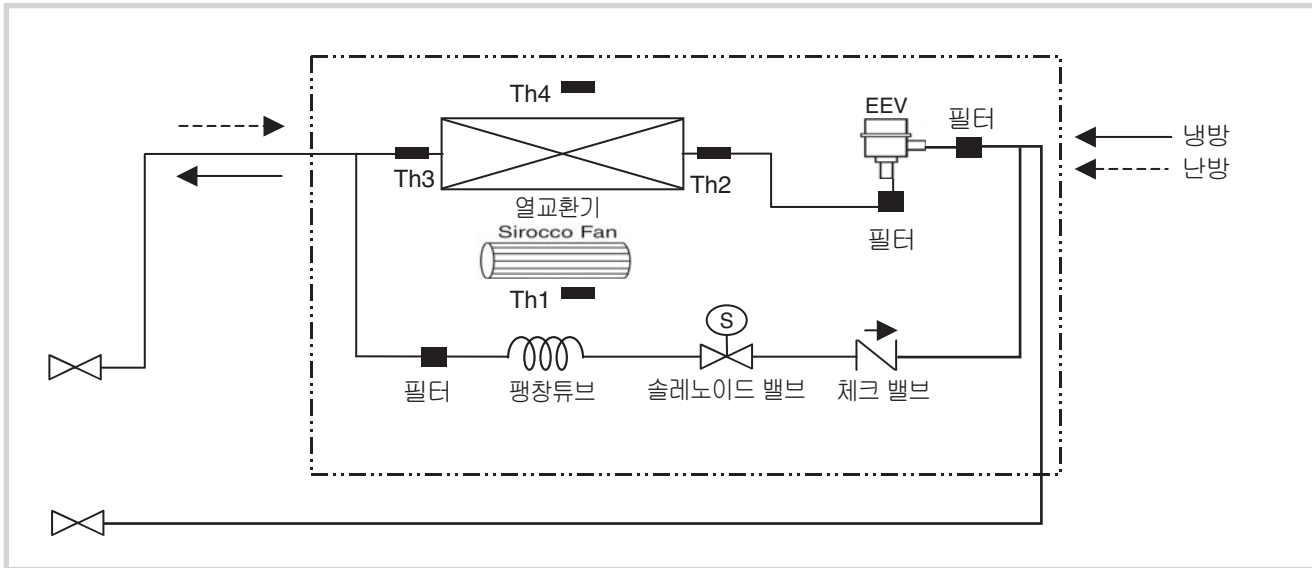 Th4
EEV
필터
냉방
난방
Th3
Th2
열교환기
Sirocco Fan
필터
Th1
S
필터
팽창튜브
솔레노이드 밸브
체크 밸브